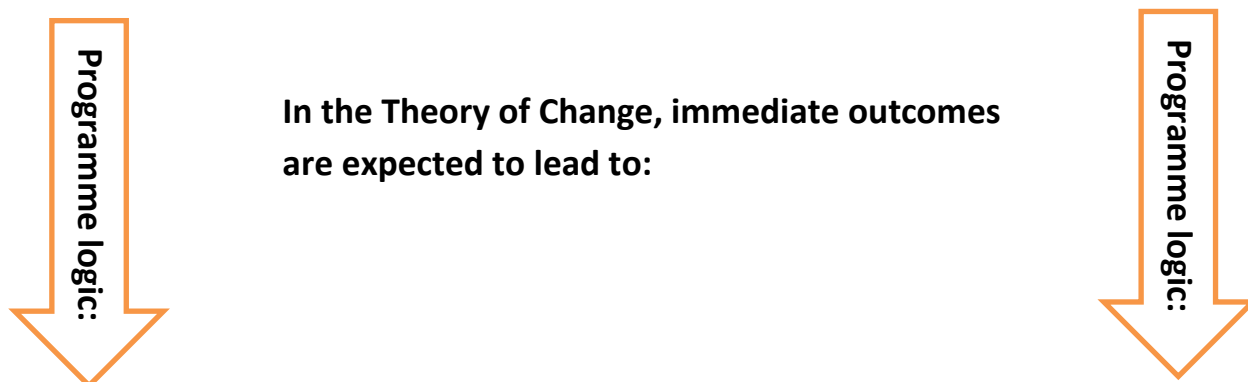 Programme logic::
In the Theory of Change, immediate outcomes
are expected to lead to:
Programme logic::